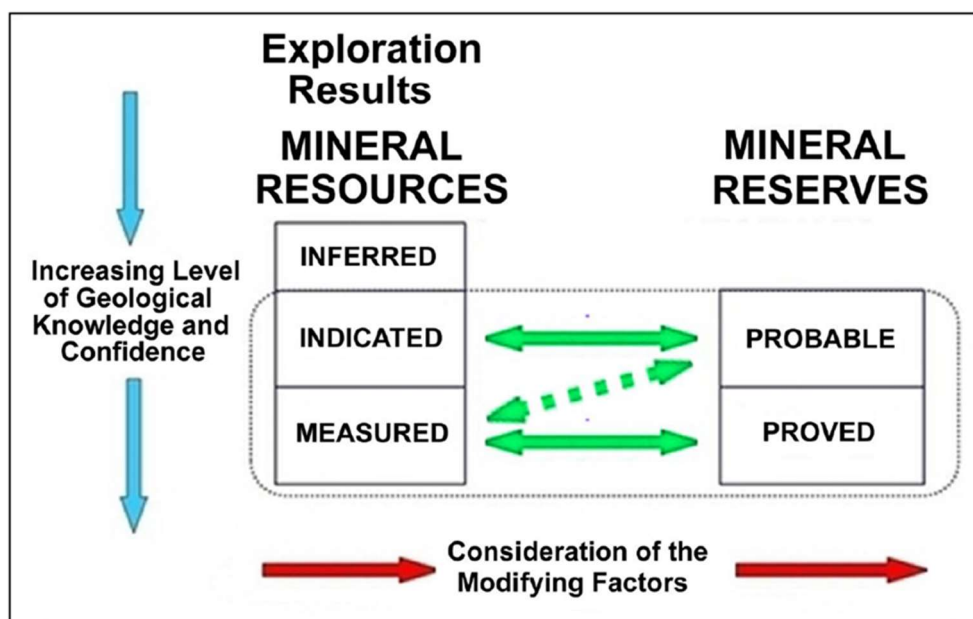 Exploration
Results
MINERAL
RESOURCES
MINERAL
RESERVES
Increasing Level
of Geological
Knowledge and
Confidence
INFERRED
INDICATED
MEASURED
PROBABLE
PROVED
Consideration of the
Modifying Factors